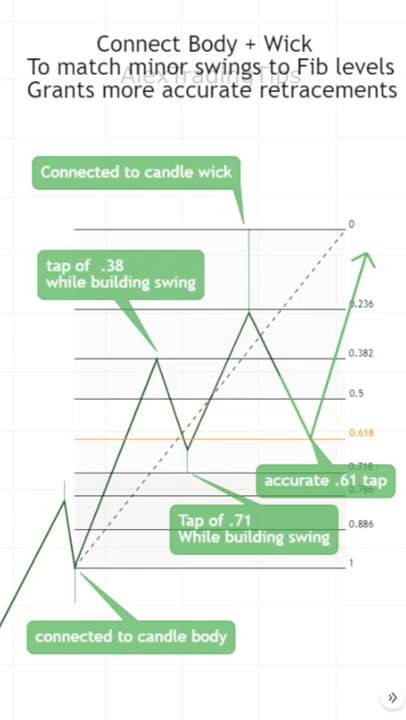 Connect Body + Wick
To match minor swings to Fib levels
AlexTradingTips
Grants more accurate retracements
Connected to candle wick
0
tap of .38
while building swing
0.236
0.382
0.5
0.618
0.718
accurate .61 tap
0.786
Tap of .71
While building swing
0.886
1
connected to candle body